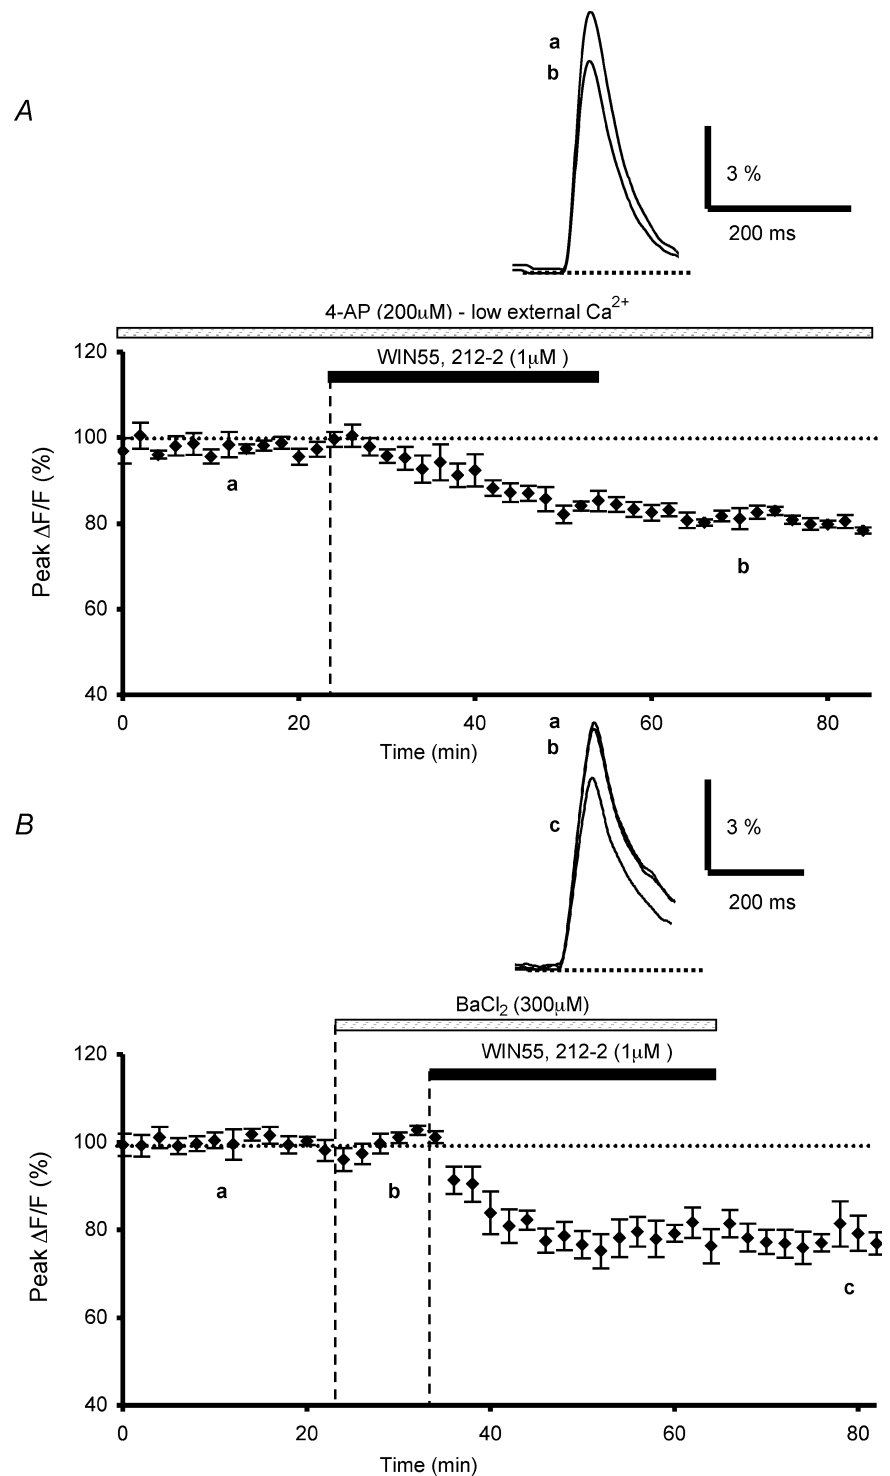 A
a
b
3 %
200 ms
4-AP (200μM) - low external Ca2+
WIN55, 212-2 (1μM )
120
100
80
60
40
Peak ΔF/F (%)
a
b
0 20 40 60 80
Time (min)
B
a
b
c
3 %
200 ms
BaCl2 (300μM)
WIN55, 212-2 (1μM )
120
100
80
60
40
Peak ΔF/F (%)
a
b
c
0 20 40 60 80
Time (min)